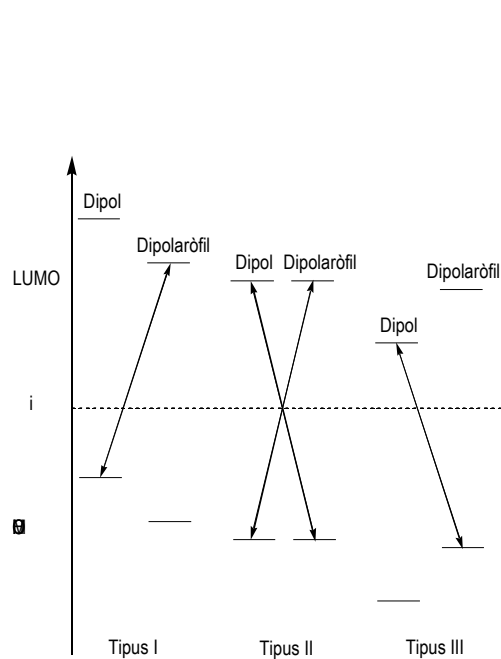 Dipol
Dipolaròfil
Dipol Dipolaròfil
Dipolaròfil
LUMO
Dipol
i
Tipus I Tipus II Tipus III